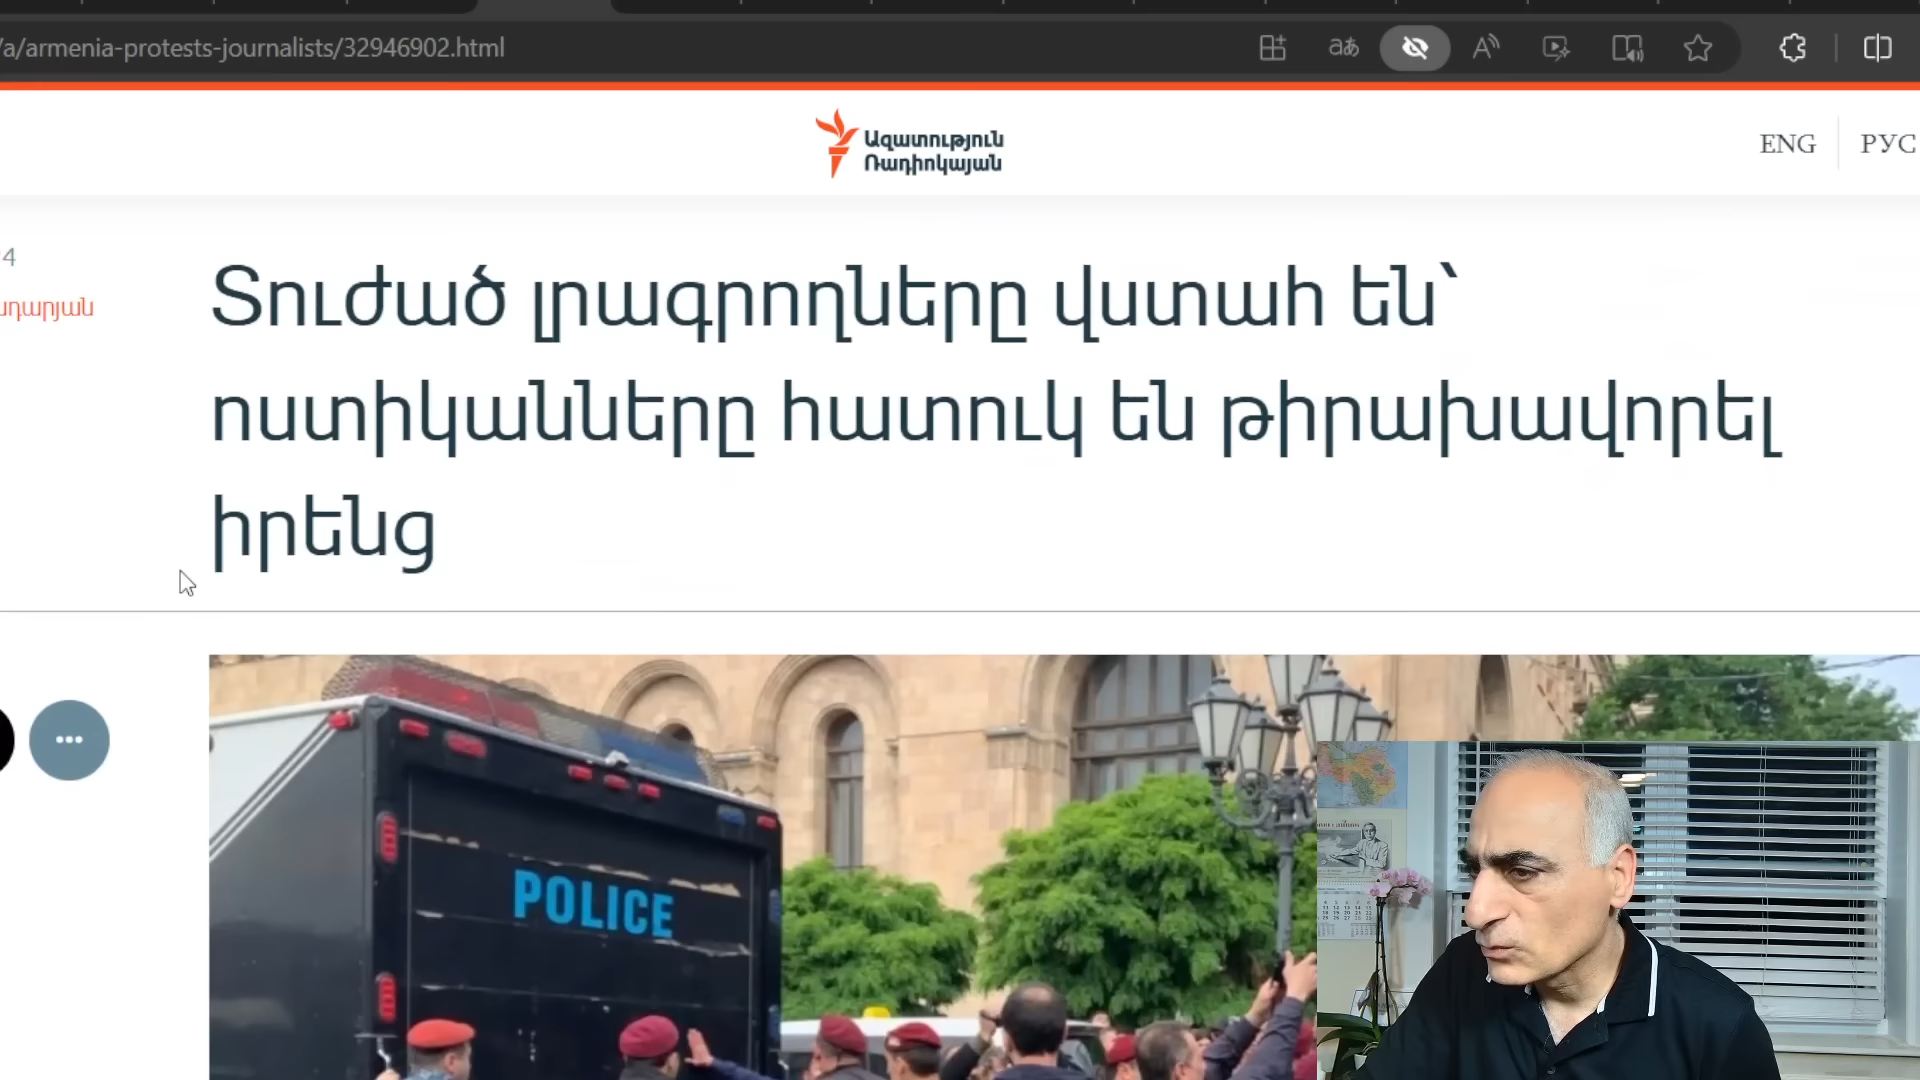 /a/armenia-protests-journalists/32946902.html
Ազատություն
Ռադիոկայան
ENG
РУС
4
Տուժած լրագրողները վստահ են՝
ոստիկանները հատուկ են թիրախավորել
իրենց
POLICE